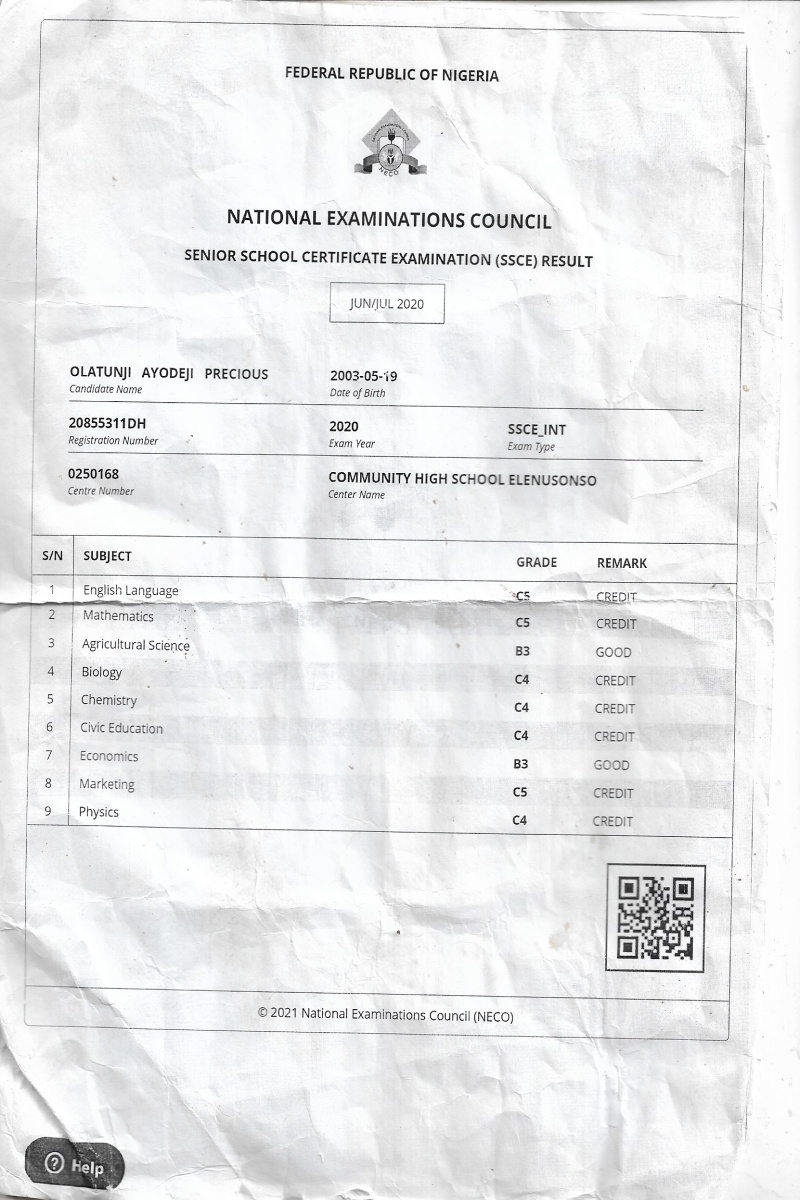 FEDERAL REPUBLIC OF NIGERIA
NECO
NATIONAL EXAMINATIONS COUNCIL
SENIOR SCHOOL CERTIFICATE EXAMINATION (SSCE) RESULT
JUN/JUL 2020
OLATUNJI AYODEJI PRECIOUS 2003-05-19
Candidate Name Date of Birth
20855311DH 2020 SSCE_INT
Registration Number Exam Year Exam Type
0250168 COMMUNITY HIGH SCHOOL ELENUSONSO
Centre Number Center Name
S/N SUBJECT GRADE REMARK
1 English Language C5 CREDIT
2 Mathematics C5 CREDIT
3 Agricultural Science B3 GOOD
4 Biology C4 CREDIT
5 Chemistry C4 CREDIT
6 Civic Education C4 CREDIT
7 Economics B3 GOOD
8 Marketing C5 CREDIT
9 Physics C4 CREDIT
© 2021 National Examinations Council (NECO)
? Help